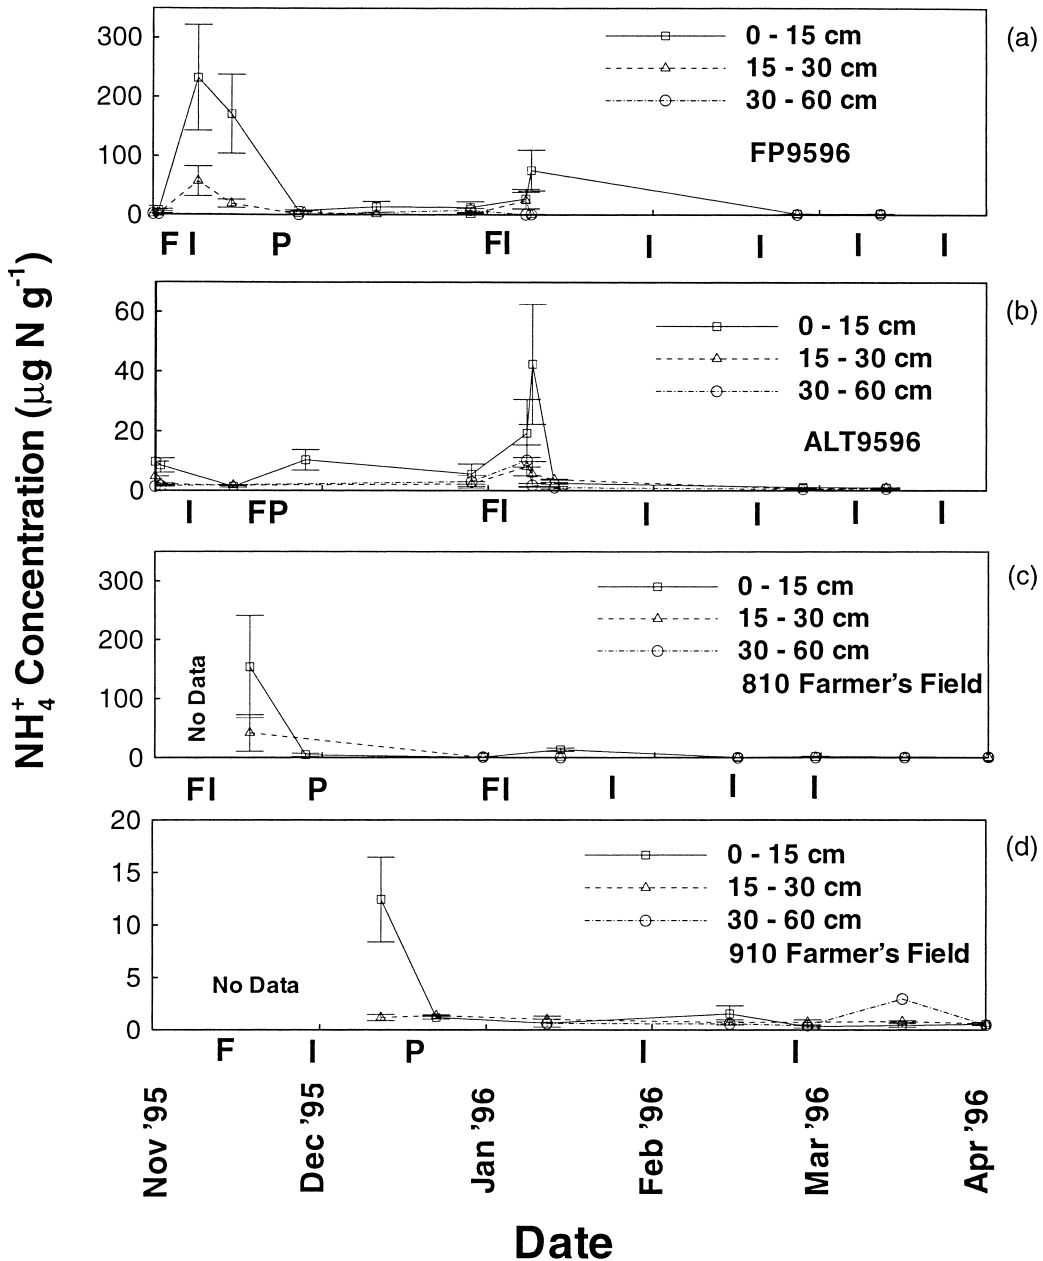 NH₄⁺ Concentration (μg N g⁻¹)
(a)
300
200
100
0
0 - 15 cm
15 - 30 cm
30 - 60 cm
FP9596
F I P FI I I I I
(b)
60
40
20
0
0 - 15 cm
15 - 30 cm
30 - 60 cm
ALT9596
I FP FI I I I I
(c)
300
200
100
0
No Data
0 - 15 cm
15 - 30 cm
30 - 60 cm
810 Farmer's Field
FI P FI I I I
(d)
20
15
10
5
0
No Data
0 - 15 cm
15 - 30 cm
30 - 60 cm
910 Farmer's Field
F I P I I
Nov '95 Dec '95 Jan '96 Feb '96 Mar '96 Apr '96
Date